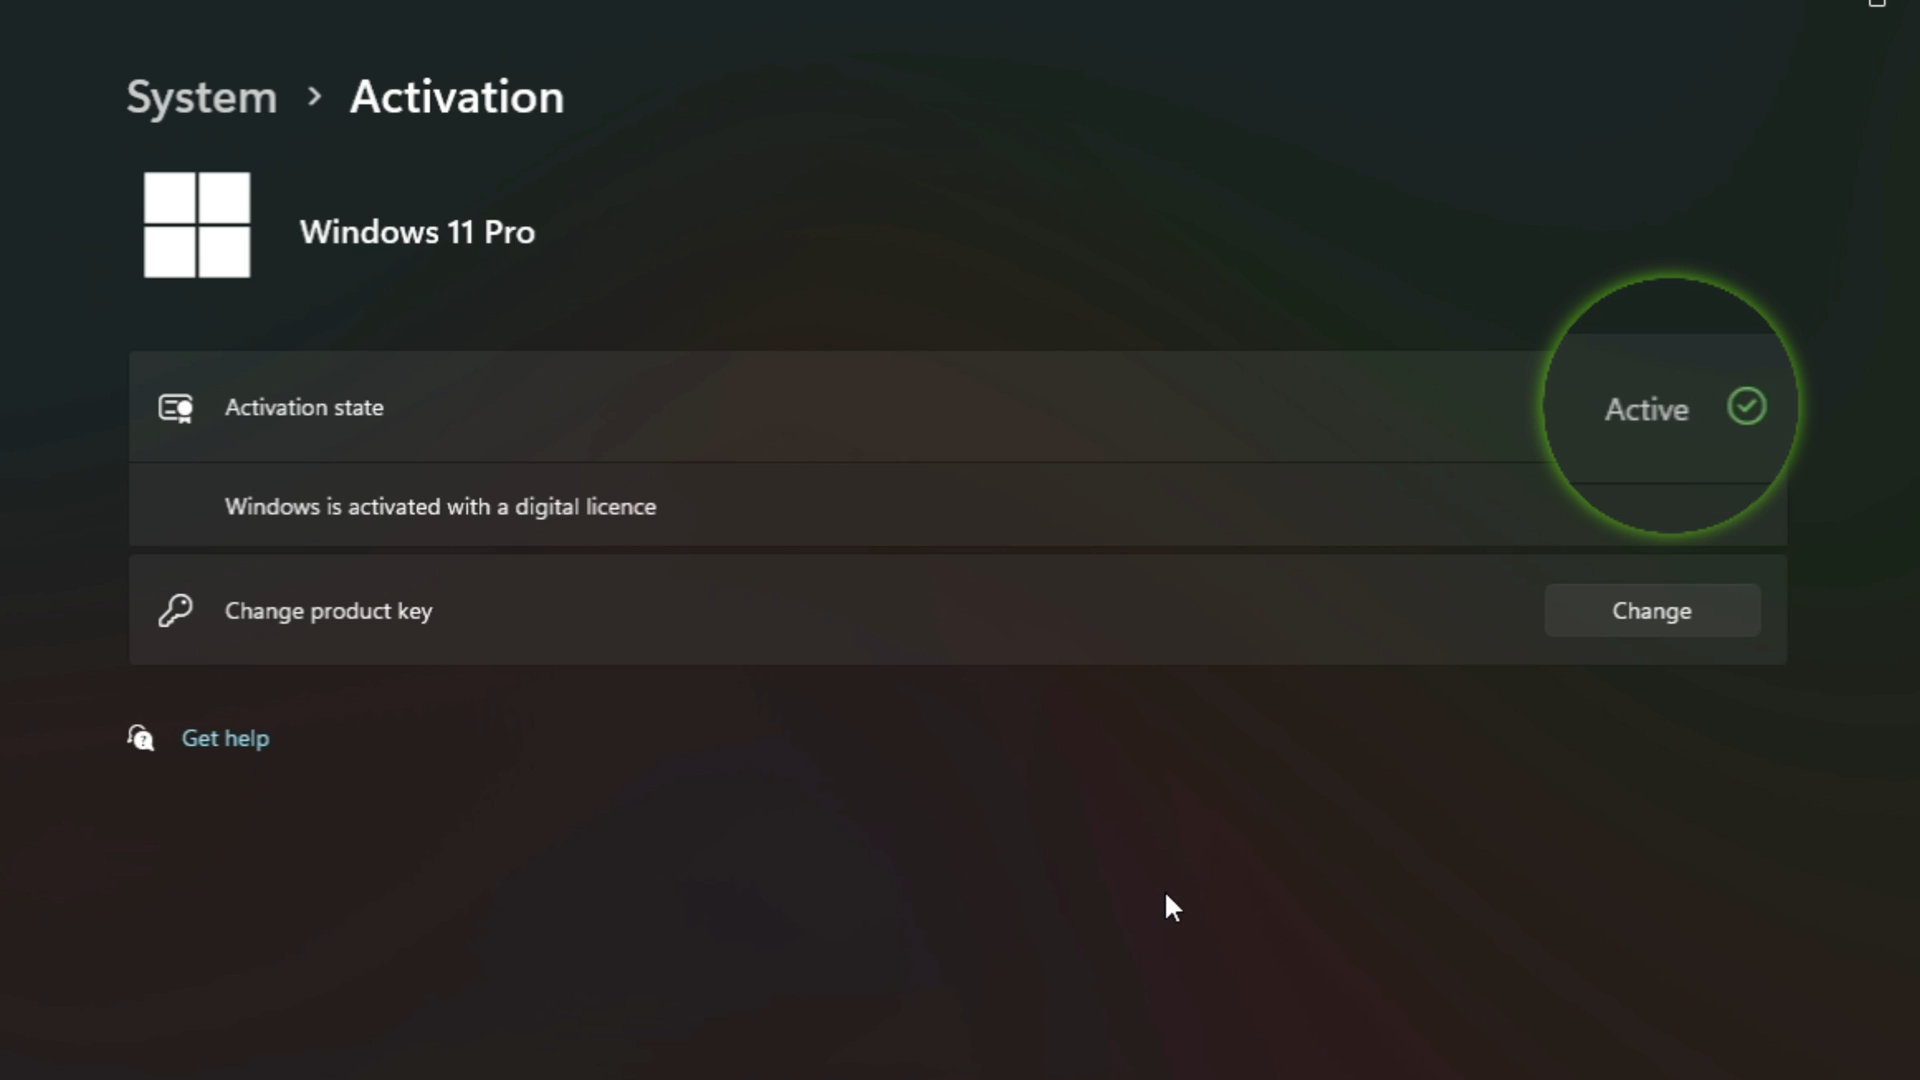 System > Activation
Windows 11 Pro
Activation state
Active
Windows is activated with a digital licence
Change product key
Change
Get help